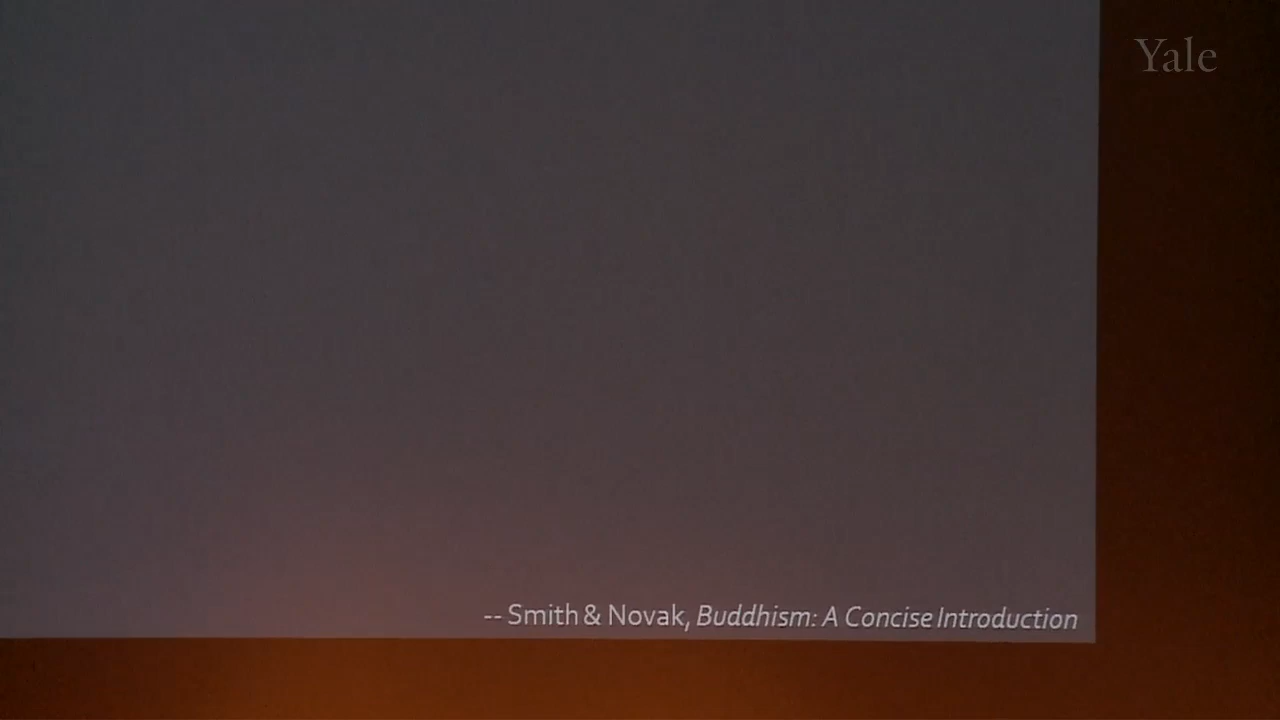 Yale
-- Smith & Novak, Buddhism: A Concise Introduction